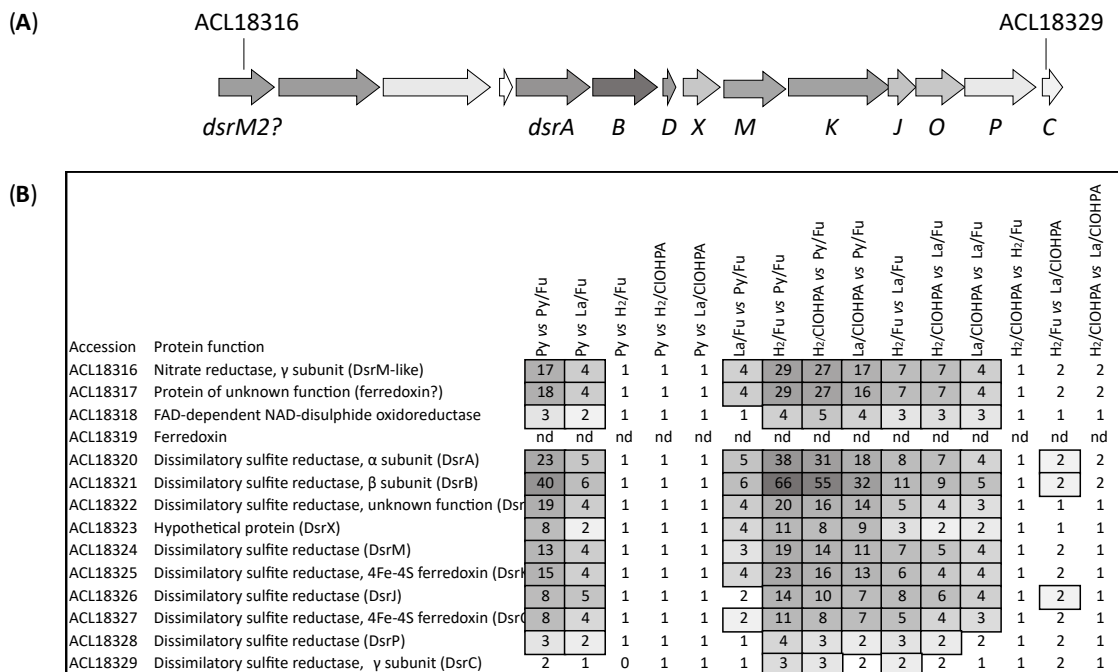 (A)
ACL18316 ACL18329
dsrM2? dsrA B D X M K J O P C
(B)
Accession Protein function Py vs Py/Fu Py vs La/Fu Py vs H2/Fu Py vs H2/ClOHPA Py vs La/ClOHPA La/Fu vs Py/Fu H2/Fu vs Py/Fu H2/ClOHPA vs Py/Fu La/ClOHPA vs Py/Fu H2/Fu vs La/Fu H2/ClOHPA vs La/Fu La/ClOHPA vs La/Fu H2/ClOHPA vs H2/Fu H2/Fu vs La/ClOHPA H2/ClOHPA vs La/ClOHPA
ACL18316 Nitrate reductase, γ subunit (DsrM-like) 17 4 1 1 1 4 29 27 17 7 7 4 1 2 2
ACL18317 Protein of unknown function (ferredoxin?) 18 4 1 1 1 4 29 27 16 7 7 4 1 2 2
ACL18318 FAD-dependent NAD-disulphide oxidoreductase 3 2 1 1 1 1 4 5 4 3 3 3 1 1 1
ACL18319 Ferredoxin nd nd nd nd nd nd nd nd nd nd nd nd nd nd nd
ACL18320 Dissimilatory sulfite reductase, α subunit (DsrA) 23 5 1 1 1 5 38 31 18 8 7 4 1 2 2
ACL18321 Dissimilatory sulfite reductase, β subunit (DsrB) 40 6 1 1 1 6 66 55 32 11 9 5 1 2 2
ACL18322 Dissimilatory sulfite reductase, unknown function (Dsr 19 4 1 1 1 4 20 16 14 5 4 3 1 1 1
ACL18323 Hypothetical protein (DsrX) 8 2 1 1 1 4 11 8 9 3 2 2 1 1 1
ACL18324 Dissimilatory sulfite reductase (DsrM) 13 4 1 1 1 3 19 14 11 7 5 4 1 2 1
ACL18325 Dissimilatory sulfite reductase, 4Fe-4S ferredoxin (DsrK 15 4 1 1 1 4 23 16 13 6 4 4 1 2 1
ACL18326 Dissimilatory sulfite reductase (DsrJ) 8 5 1 1 1 2 14 10 7 8 6 4 1 2 1
ACL18327 Dissimilatory sulfite reductase, 4Fe-4S ferredoxin (DsrO 8 4 1 1 1 2 11 8 7 5 4 3 1 2 1
ACL18328 Dissimilatory sulfite reductase (DsrP) 3 2 1 1 1 1 4 3 2 3 2 2 1 2 1
ACL18329 Dissimilatory sulfite reductase, γ subunit (DsrC) 2 1 0 1 1 1 3 3 2 2 2 1 1 2 1